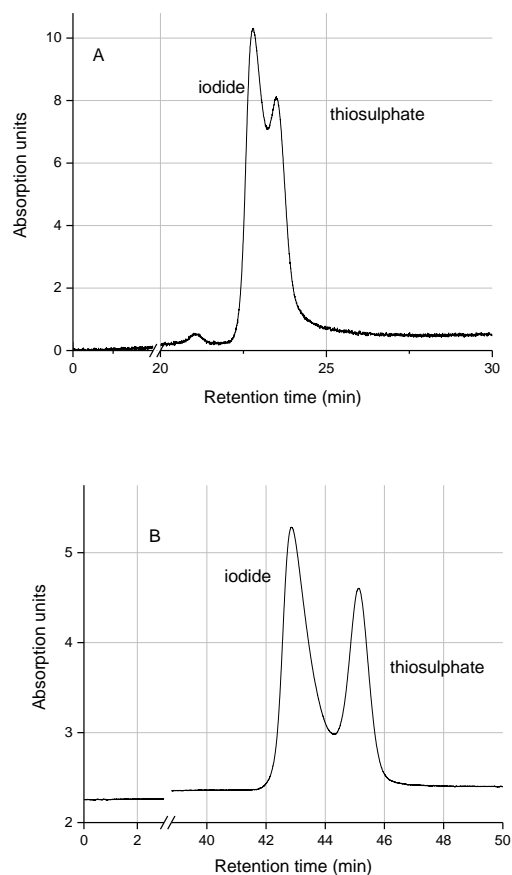 A
iodide
thiosulphate
Absorption units
10
8
6
4
2
0
0 20 25 30
Retention time (min)
B
iodide
thiosulphate
Absorption units
5
4
3
2
0 2 40 42 44 46 48 50
Retention time (min)